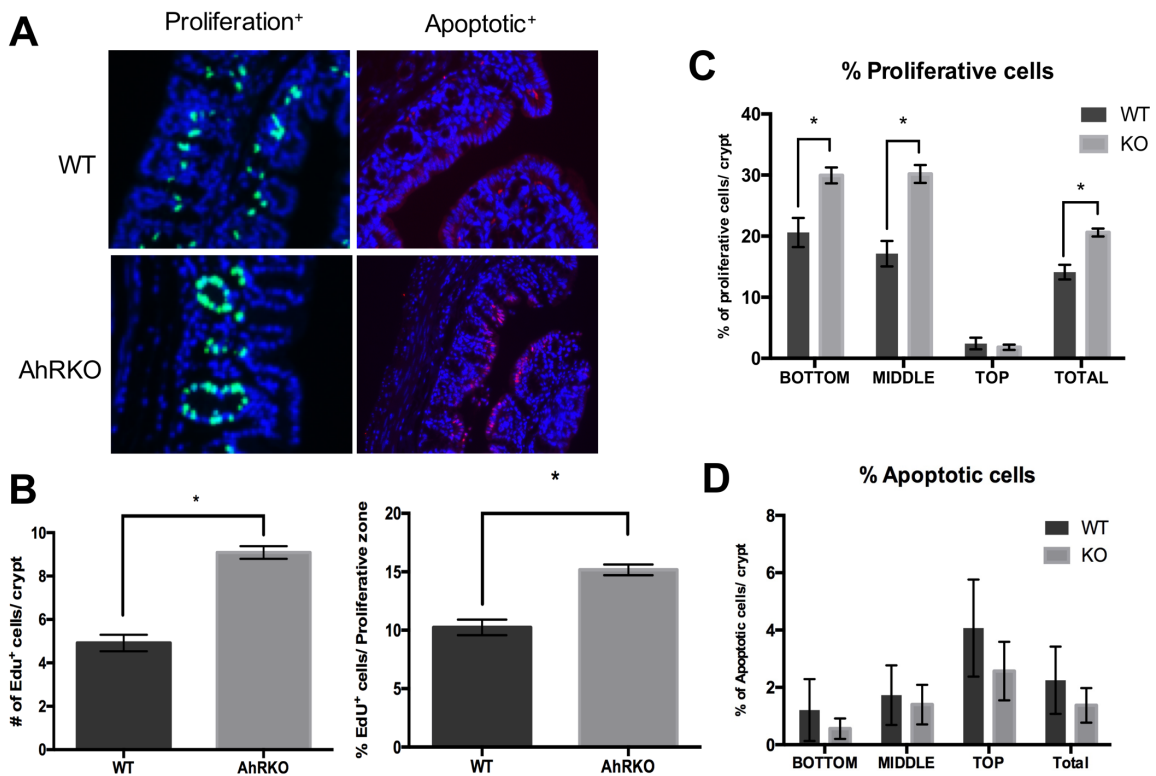 A
Proliferation⁺
Apoptotic⁺
WT
AhRKO
B
*
# of Edu⁺ cells/ crypt
10
8
6
4
2
0
WT
AhRKO
*
% EdU⁺ cells/ Proliferative zone
20
15
10
5
0
WT
AhRKO
C
% Proliferative cells
WT
KO
% of proliferative cells/ crypt
40
30
20
10
0
*
*
*
BOTTOM
MIDDLE
TOP
TOTAL
D
% Apoptotic cells
WT
KO
% of Apoptotic cells/ crypt
8
6
4
2
0
BOTTOM
MIDDLE
TOP
Total